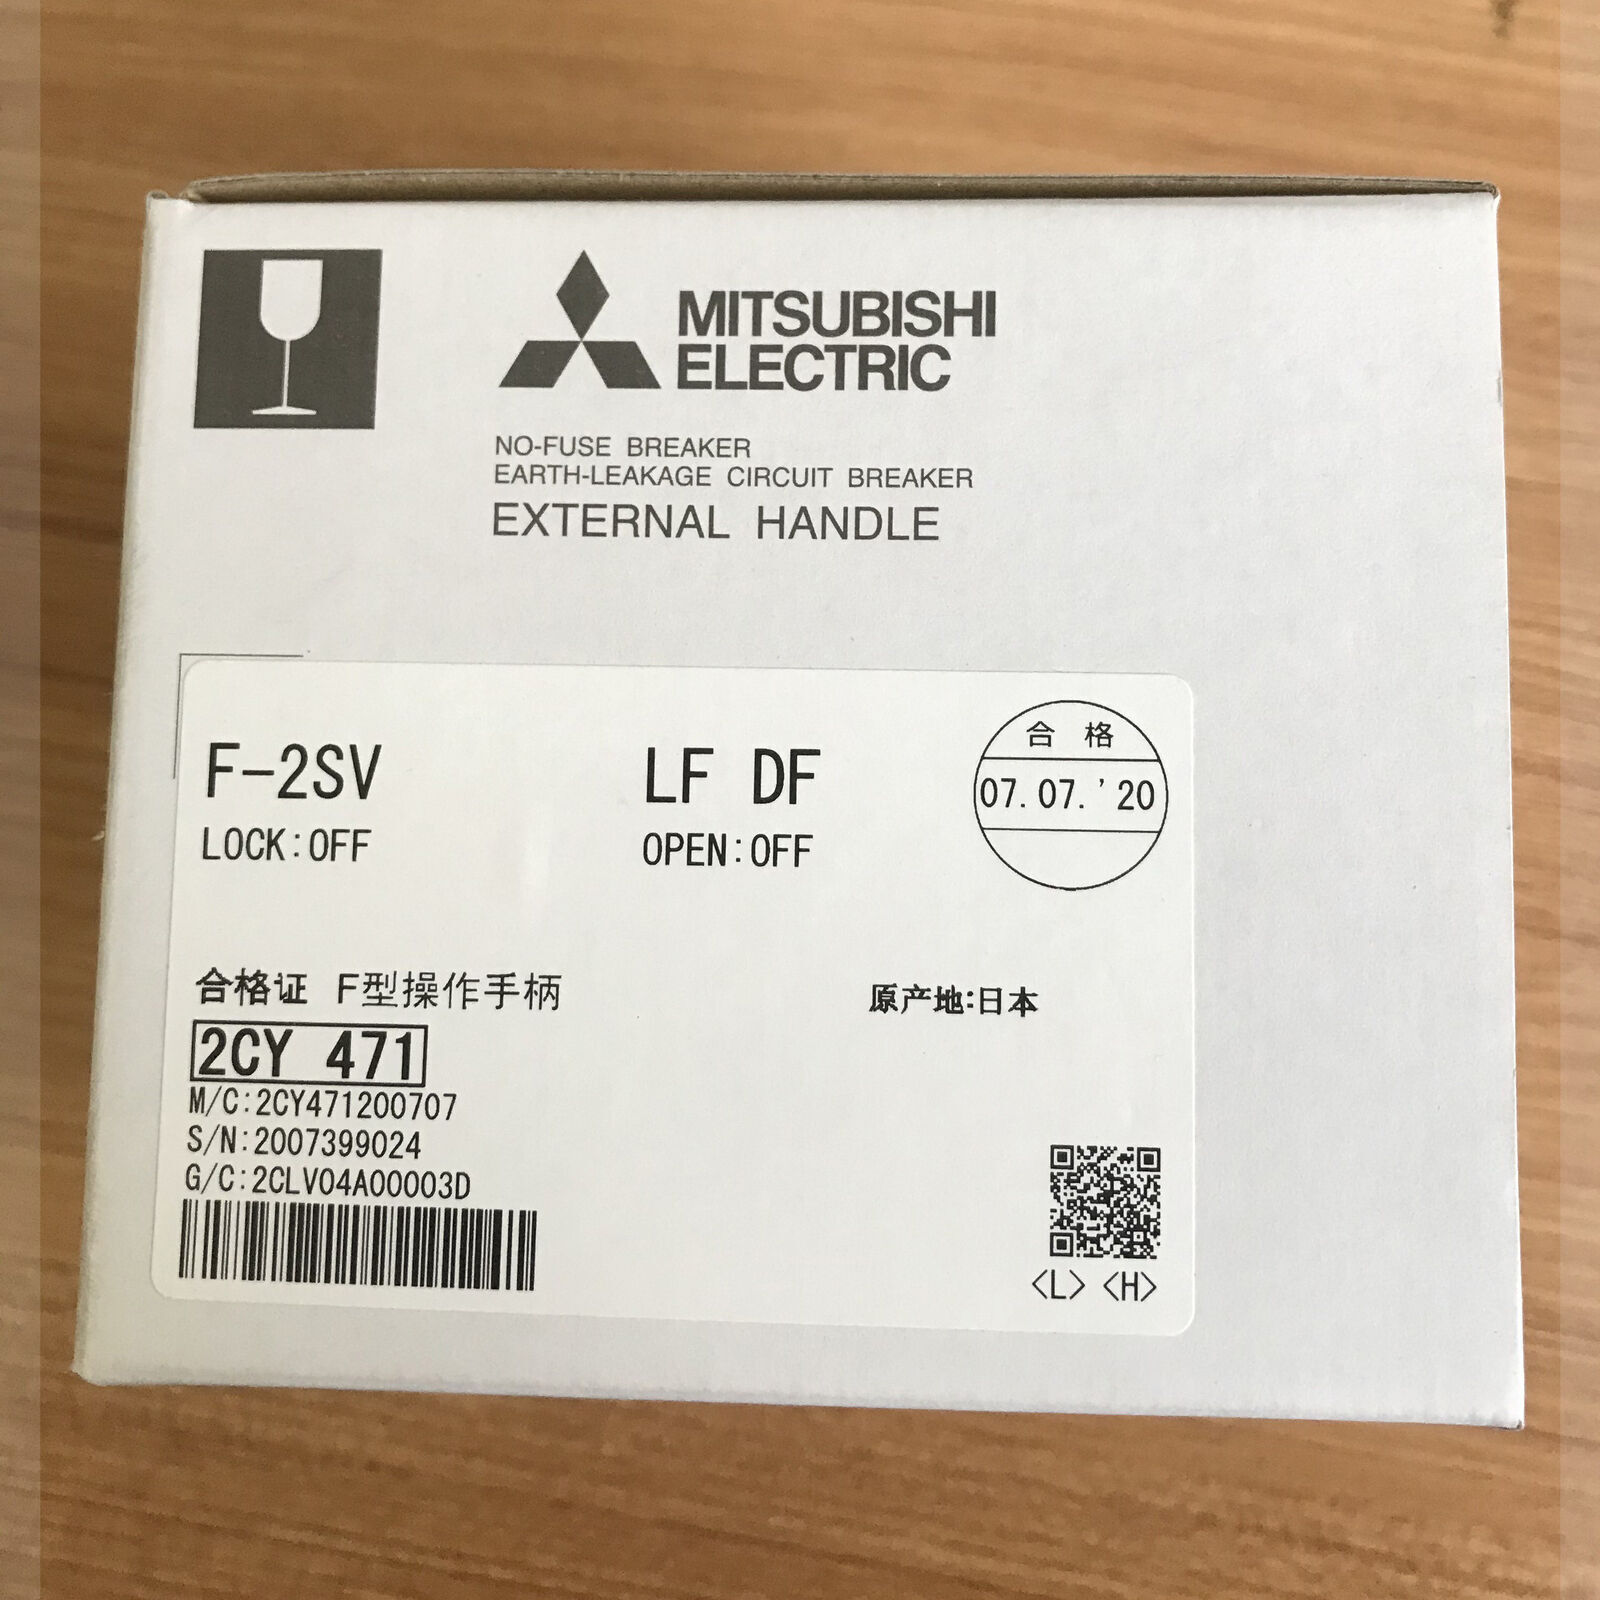 MITSUBISHI
ELECTRIC
NO-FUSE BREAKER
EARTH-LEAKAGE CIRCUIT BREAKER
EXTERNAL HANDLE
F-2SV LF DF
LOCK:OFF OPEN:OFF
合格
07.07.'20
合格证 F型操作手柄 原产地:日本
2CY 471
M/C:2CY471200707
S/N:2007399024
G/C:2CLV04A00003D
<L> <H>